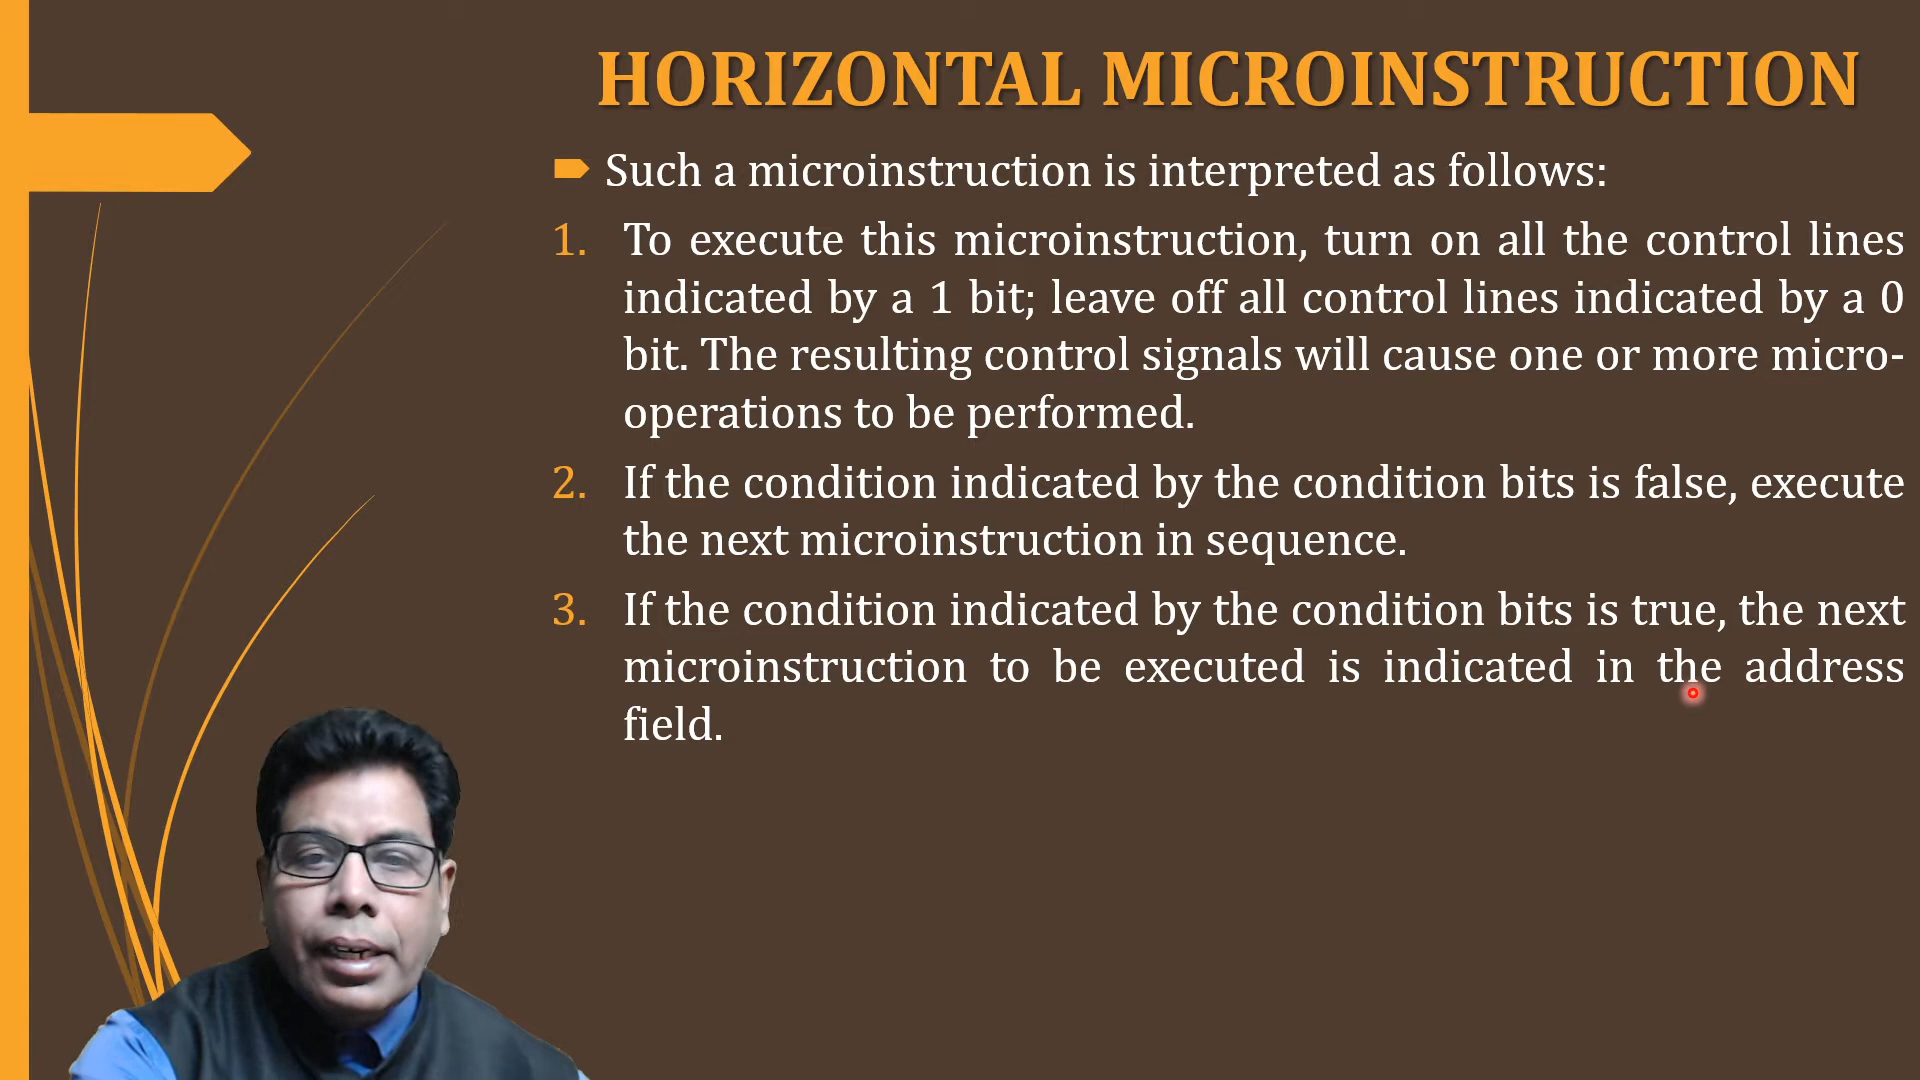 HORIZONTAL MICROINSTRUCTION
Such a microinstruction is interpreted as follows:
1. To execute this microinstruction, turn on all the control lines
indicated by a 1 bit; leave off all control lines indicated by a 0
bit. The resulting control signals will cause one or more micro-
operations to be performed.
2. If the condition indicated by the condition bits is false, execute
the next microinstruction in sequence.
3. If the condition indicated by the condition bits is true, the next
microinstruction to be executed is indicated in the address
field.